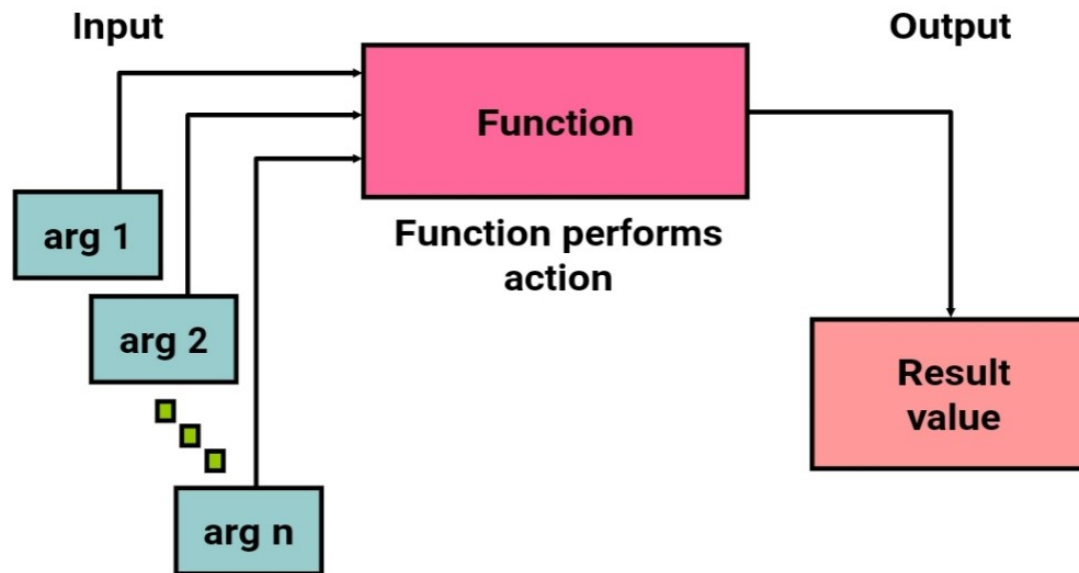 Input
Output
Function
arg 1
Function performs
action
arg 2
Result
value
arg n